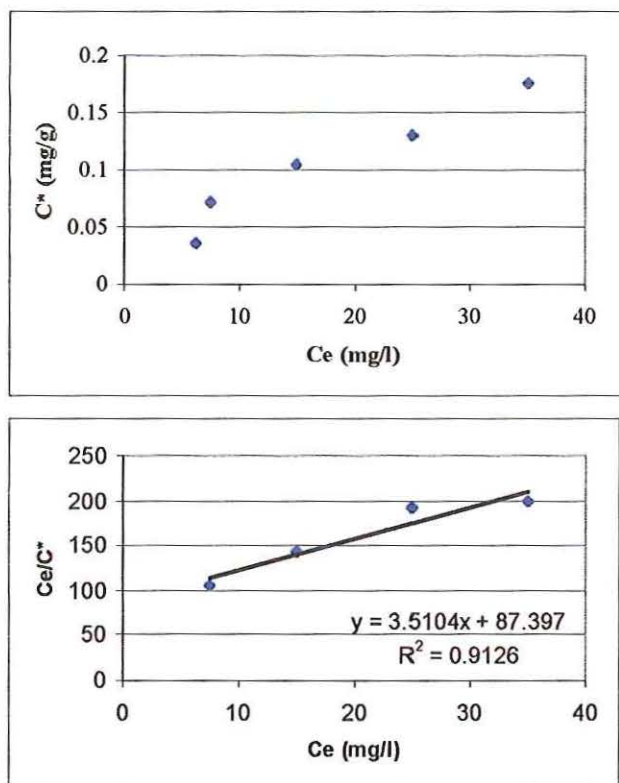 0.2
0.15
0.1
0.05
0
C* (mg/g)
0 10 20 30 40
Ce (mg/l)
250
200
150
100
50
0
Ce/C*
y = 3.5104x + 87.397
R² = 0.9126
0 10 20 30 40
Ce (mg/l)